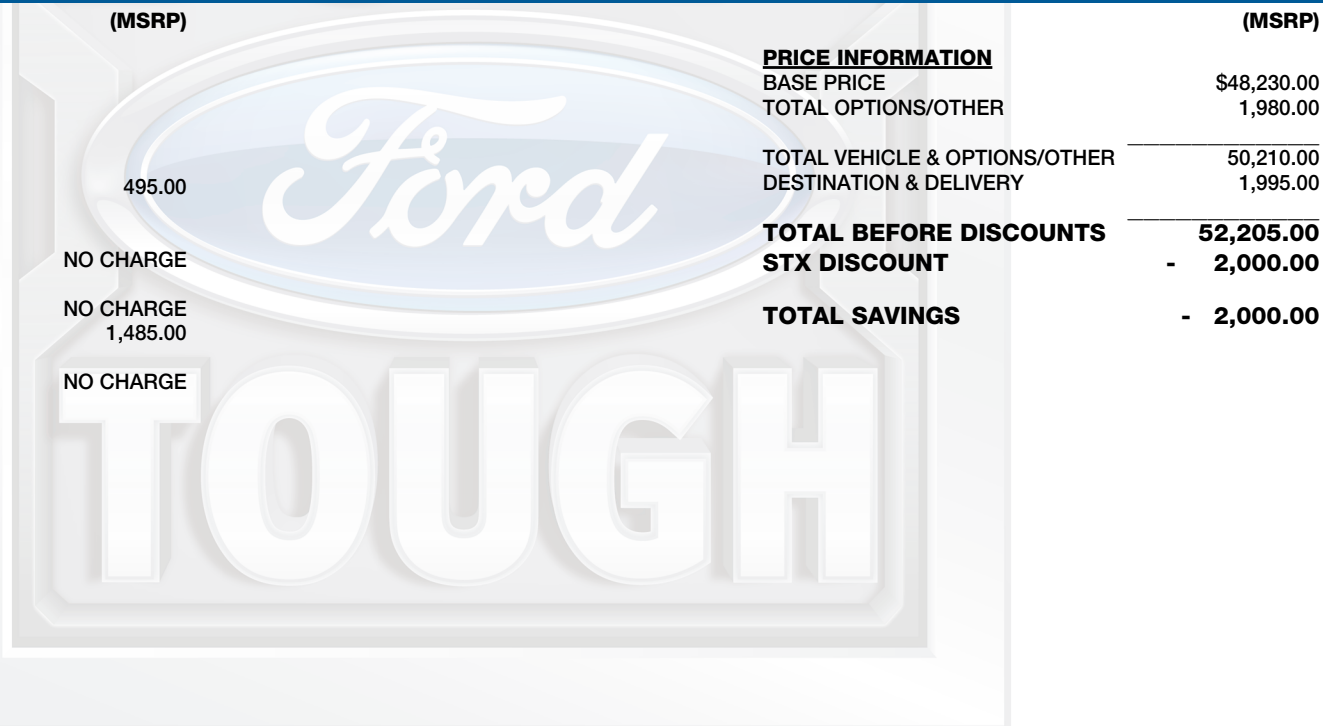 (MSRP)
495.00
NO CHARGE
NO CHARGE
1,485.00
NO CHARGE
Ford
TOUGH
(MSRP)
PRICE INFORMATION
BASE PRICE $48,230.00
TOTAL OPTIONS/OTHER 1,980.00
TOTAL VEHICLE & OPTIONS/OTHER 50,210.00
DESTINATION & DELIVERY 1,995.00
TOTAL BEFORE DISCOUNTS 52,205.00
STX DISCOUNT - 2,000.00
TOTAL SAVINGS - 2,000.00